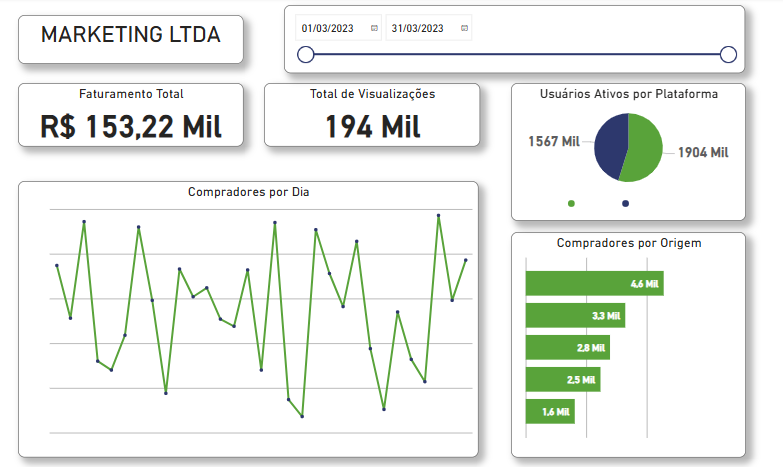 MARKETING LTDA
01/03/2023
31/03/2023
Faturamento Total
R$ 153,22 Mil
Total de Visualizações
194 Mil
Usuários Ativos por Plataforma
1567 Mil
1904 Mil
Compradores por Dia
Compradores por Origem
4,6 Mil
3,3 Mil
2,8 Mil
2,5 Mil
1,6 Mil